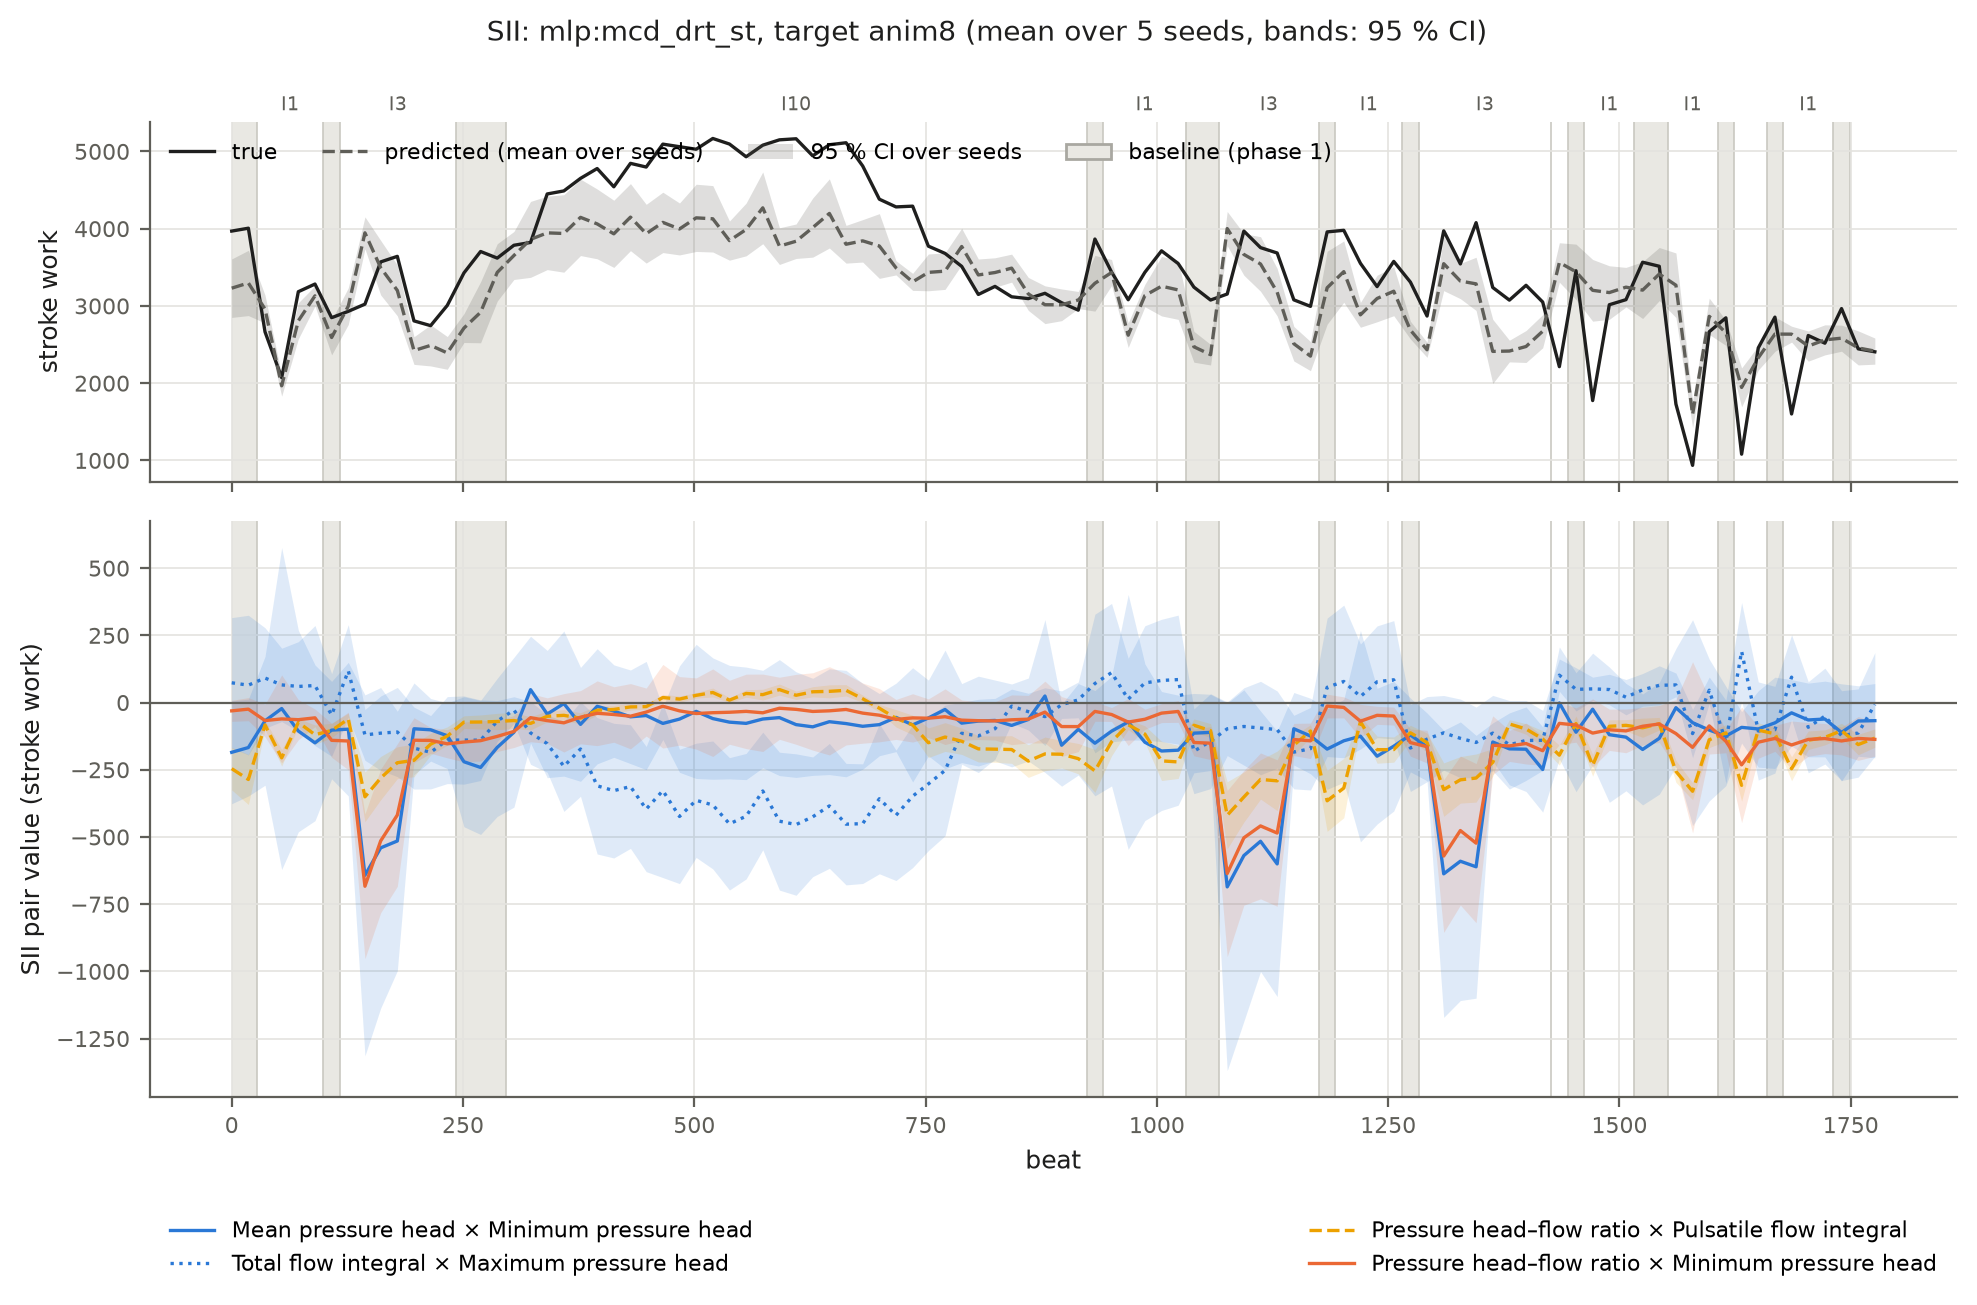 SII: mlp:mcd_drt_st, target anim8 (mean over 5 seeds, bands: 95 % CI)
I1 I3 I10 I1 I3 I1 I3 I1 I1 I1
true predicted (mean over seeds) 95 % CI over seeds baseline (phase 1)
5000
4000
3000
2000
1000
stroke work
500
250
0
−250
−500
−750
−1000
−1250
SII pair value (stroke work)
0 250 500 750 1000 1250 1500 1750
beat
Mean pressure head × Minimum pressure head
Total flow integral × Maximum pressure head
Pressure head–flow ratio × Pulsatile flow integral
Pressure head–flow ratio × Minimum pressure head